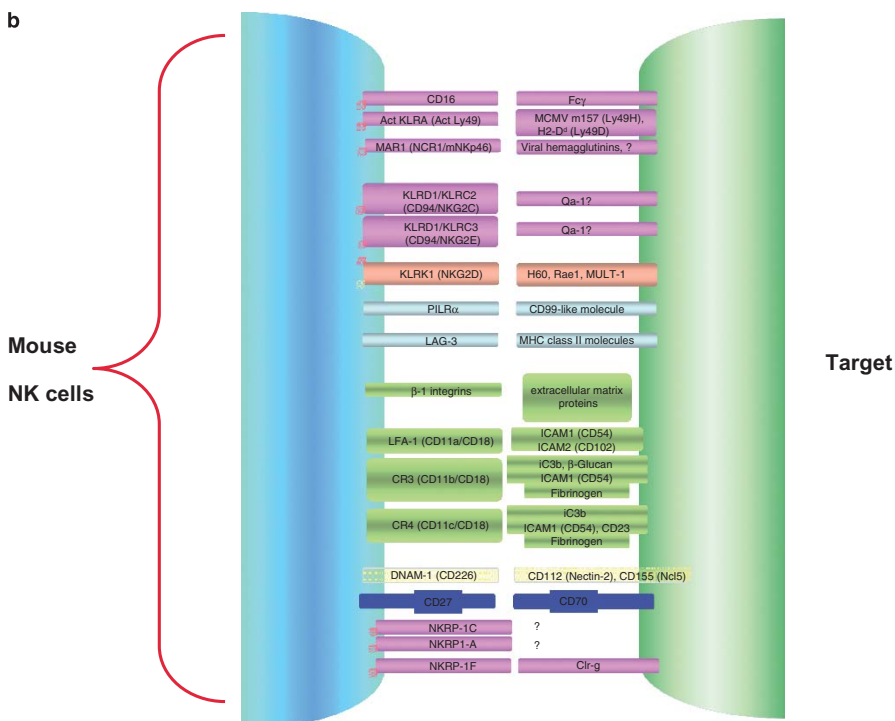 b
CD16 Fcγ
Act KLRA (Act Ly49) MCMV m157 (Ly49H),
H2-Dᵈ (Ly49D)
MAR1 (NCR1/mNKp46) Viral hemagglutinins, ?
KLRD1/KLRC2
(CD94/NKG2C)
Qa-1?
KLRD1/KLRC3
(CD94/NKG2E)
Qa-1?
KLRK1 (NKG2D) H60, Rae1, MULT-1
PILRα CD99-like molecule
LAG-3 MHC class II molecules
Mouse
NK cells
Target
β-1 integrins
extracellular matrix
proteins
LFA-1 (CD11a/CD18)
ICAM1 (CD54)
ICAM2 (CD102)
CR3 (CD11b/CD18)
iC3b, β-Glucan
ICAM1 (CD54)
Fibrinogen
CR4 (CD11c/CD18)
iC3b
ICAM1 (CD54), CD23
Fibrinogen
DNAM-1 (CD226) CD112 (Nectin-2), CD155 (Ncl5)
CD27 CD70
NKRP-1C ?
NKRP1-A ?
NKRP-1F Clr-g